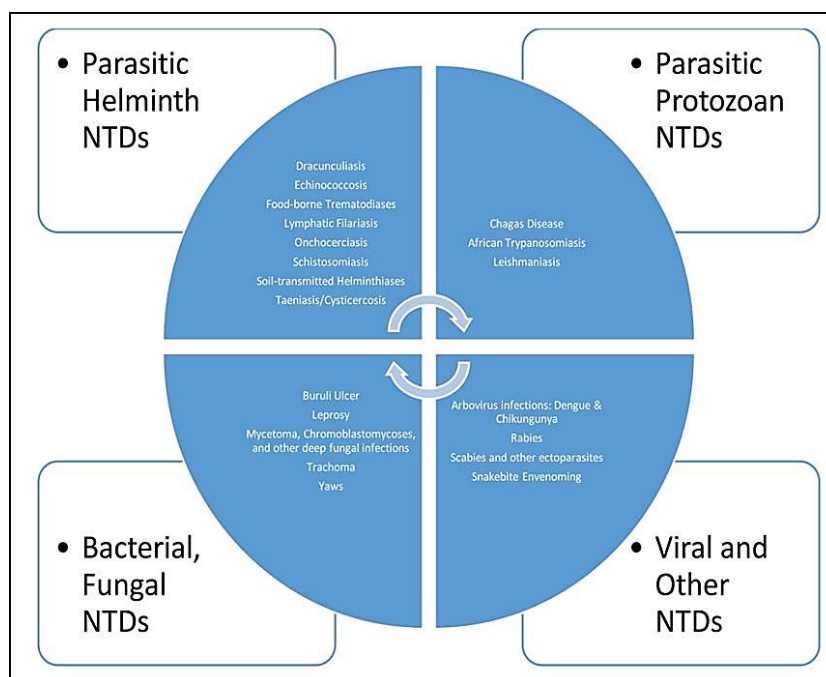 • Parasitic
Helminth
NTDs
Dracunculiasis
Echinococcosis
Food-borne Trematodiases
Lymphatic Filariasis
Onchocerciasis
Schistosomiasis
Soil-transmitted Helminthiases
Taeniasis/Cysticercosis
• Parasitic
Protozoan
NTDs
Chagas Disease
African Trypanosomiasis
Leishmaniasis
Buruli Ulcer
Leprosy
Mycetoma, Chromoblastomycoses,
and other deep fungal infections
Trachoma
Yaws
• Bacterial,
Fungal
NTDs
Arbovirus infections: Dengue &
Chikungunya
Rabies
Scabies and other ectoparasites
Snakebite Envenoming
• Viral and
Other
NTDs